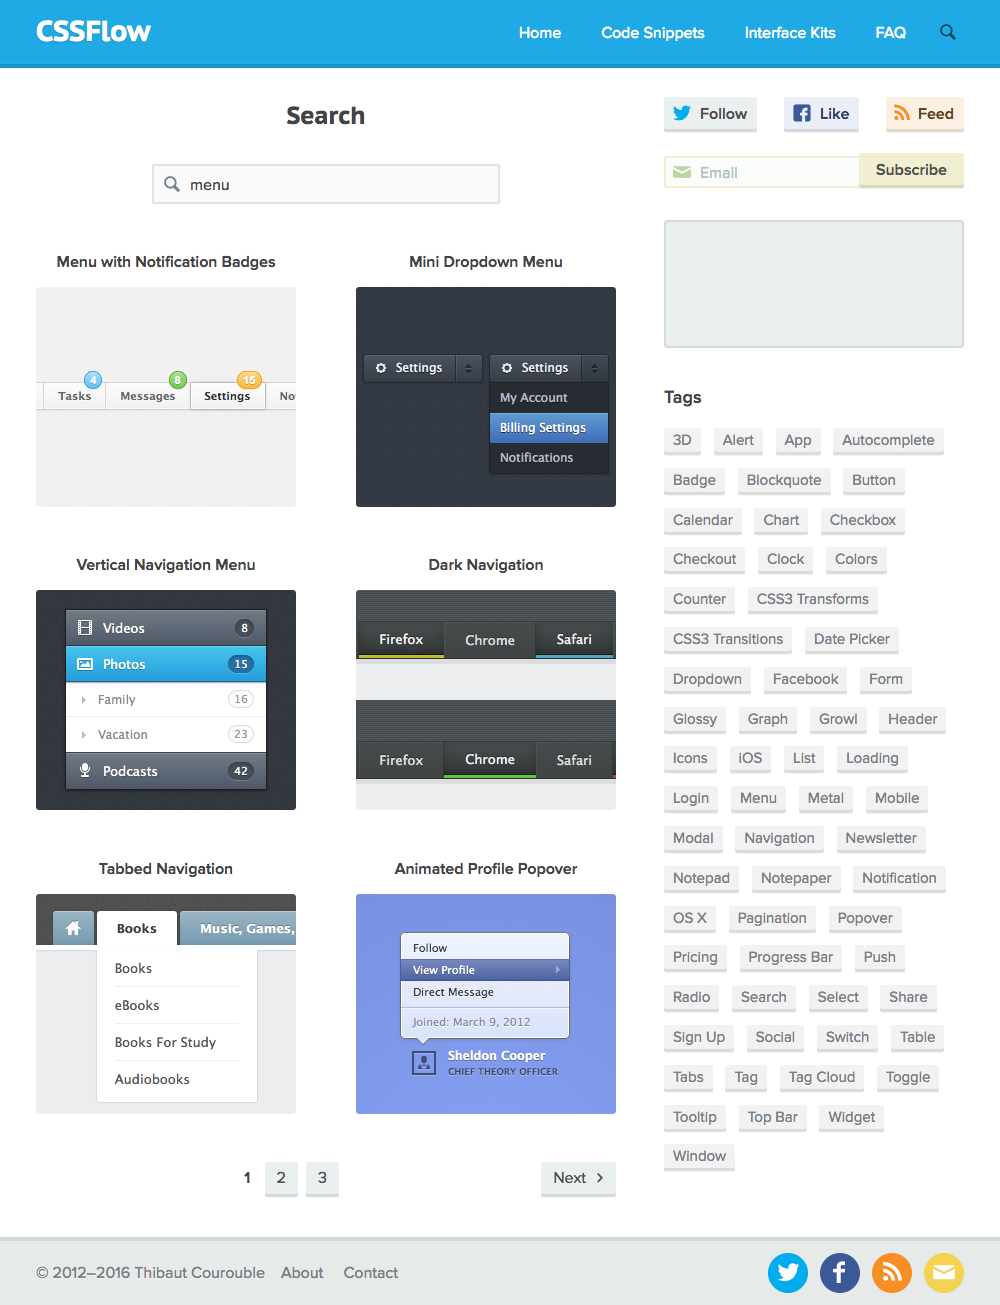 CSSFlow
Home Code Snippets Interface Kits FAQ
Search
menu
Menu with Notification Badges
4 8 15
Tasks Messages Settings No
Mini Dropdown Menu
Settings Settings
My Account
Billing Settings
Notifications
Vertical Navigation Menu
Videos 8
Photos 15
Family 16
Vacation 23
Podcasts 42
Dark Navigation
Firefox Chrome Safari
Firefox Chrome Safari
Tabbed Navigation
Books Music, Games,
Books
eBooks
Books For Study
Audiobooks
Animated Profile Popover
Follow
View Profile
Direct Message
Joined: March 9, 2012
Sheldon Cooper
CHIEF THEORY OFFICER
1 2 3 Next
Follow Like Feed
Email Subscribe
Tags
3D Alert App Autocomplete
Badge Blockquote Button
Calendar Chart Checkbox
Checkout Clock Colors
Counter CSS3 Transforms
CSS3 Transitions Date Picker
Dropdown Facebook Form
Glossy Graph Growl Header
Icons iOS List Loading
Login Menu Metal Mobile
Modal Navigation Newsletter
Notepad Notepaper Notification
OS X Pagination Popover
Pricing Progress Bar Push
Radio Search Select Share
Sign Up Social Switch Table
Tabs Tag Tag Cloud Toggle
Tooltip Top Bar Widget
Window
© 2012–2016 Thibaut Courouble About Contact